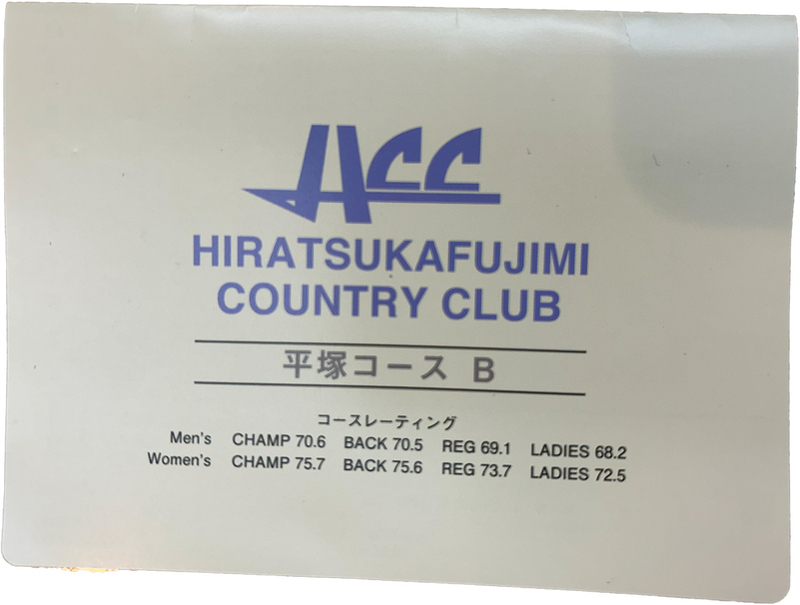 ACC
HIRATSUKAFUJIMI
COUNTRY CLUB
平塚コース B
コースレーティング
Men's CHAMP 70.6 BACK 70.5 REG 69.1 LADIES 68.2
Women's CHAMP 75.7 BACK 75.6 REG 73.7 LADIES 72.5